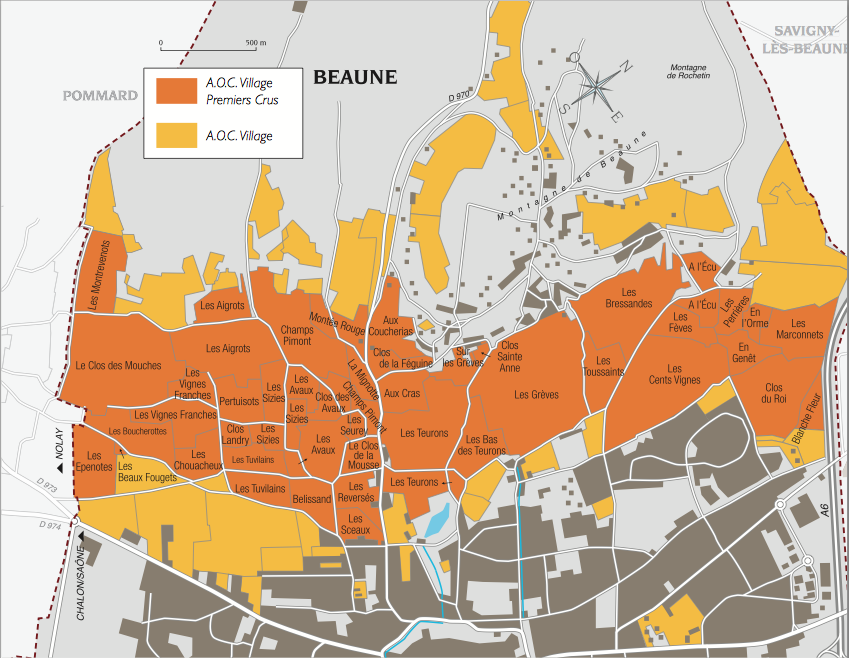 SAVIGNY-
LÈS-BEAUNE
0
500 m
BEAUNE
A.O.C. Village
Premiers Crus
A.O.C. Village
POMMARD
D 970
N
E
S
O
Montagne
de Rochetin
Montagne de Beaune
Les Montrevenots
Les Aigrots
Champs
Pimont
Montée Rouge
Aux
Coucherias
Clos
de la Féguine
Sur
les Grèves
Clos
Sainte
Anne
Les
Bressandes
A l'Écu
A l'Écu
Les
Perrières
Les
Fèves
En
l'Orme
Les
Marconnets
En
Genêt
Les
Cents Vignes
Clos
du Roi
Blanche Fleur
Les
Toussaints
Les Grèves
Le Clos des Mouches
Les Aigrots
Les
Vignes
Franches
Pertuisots
Les
Sizies
Les
Avaux
Les
Sizies
Clos des
Avaux
La Mignotte
Champs Pimont
Aux Cras
Les Vignes Franches
Les Boucherottes
Clos
Landry
Les
Sizies
Les
Seurey
Les
Avaux
Le Clos
de la
Mousse
Les Teurons
Les Bas
des Teurons
Les
Epenotes
Les
Beaux Fougets
Les
Chouacheux
Les Tuvilains
Les Tuvilains
Belissand
Les
Reversés
Les Teurons
Les
Sceaux
NOLAY
D 973
D 974
CHALON/SAÔNE
A6